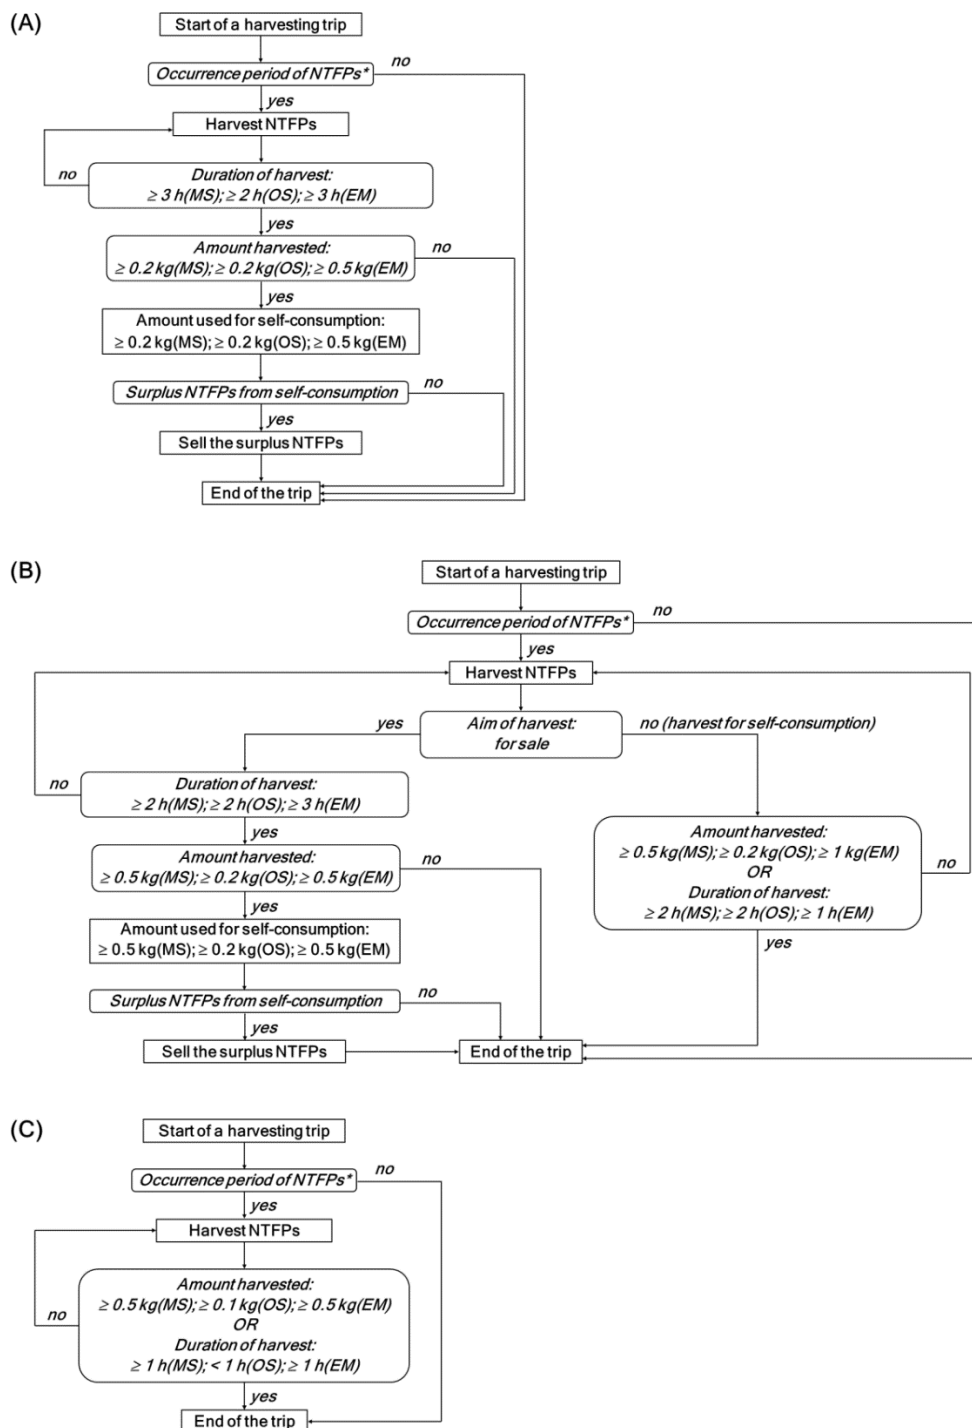 (A)
Start of a harvesting trip
Occurrence period of NTFPs*
no
yes
Harvest NTFPs
no
Duration of harvest:
≥ 3 h(MS); ≥ 2 h(OS); ≥ 3 h(EM)
yes
Amount harvested:
≥ 0.2 kg(MS); ≥ 0.2 kg(OS); ≥ 0.5 kg(EM)
no
yes
Amount used for self-consumption:
≥ 0.2 kg(MS); ≥ 0.2 kg(OS); ≥ 0.5 kg(EM)
Surplus NTFPs from self-consumption
no
yes
Sell the surplus NTFPs
End of the trip
(B)
Start of a harvesting trip
Occurrence period of NTFPs*
no
yes
Harvest NTFPs
yes
Aim of harvest:
for sale
no (harvest for self-consumption)
no
Duration of harvest:
≥ 2 h(MS); ≥ 2 h(OS); ≥ 3 h(EM)
yes
Amount harvested:
≥ 0.5 kg(MS); ≥ 0.2 kg(OS); ≥ 0.5 kg(EM)
no
yes
Amount used for self-consumption:
≥ 0.5 kg(MS); ≥ 0.2 kg(OS); ≥ 0.5 kg(EM)
Surplus NTFPs from self-consumption
no
yes
Sell the surplus NTFPs
Amount harvested:
≥ 0.5 kg(MS); ≥ 0.2 kg(OS); ≥ 1 kg(EM)
OR
Duration of harvest:
≥ 2 h(MS); ≥ 2 h(OS); ≥ 1 h(EM)
no
yes
End of the trip
(C)
Start of a harvesting trip
Occurrence period of NTFPs*
no
yes
Harvest NTFPs
Amount harvested:
≥ 0.5 kg(MS); ≥ 0.1 kg(OS); ≥ 0.5 kg(EM)
OR
Duration of harvest:
≥ 1 h(MS); < 1 h(OS); ≥ 1 h(EM)
no
yes
End of the trip